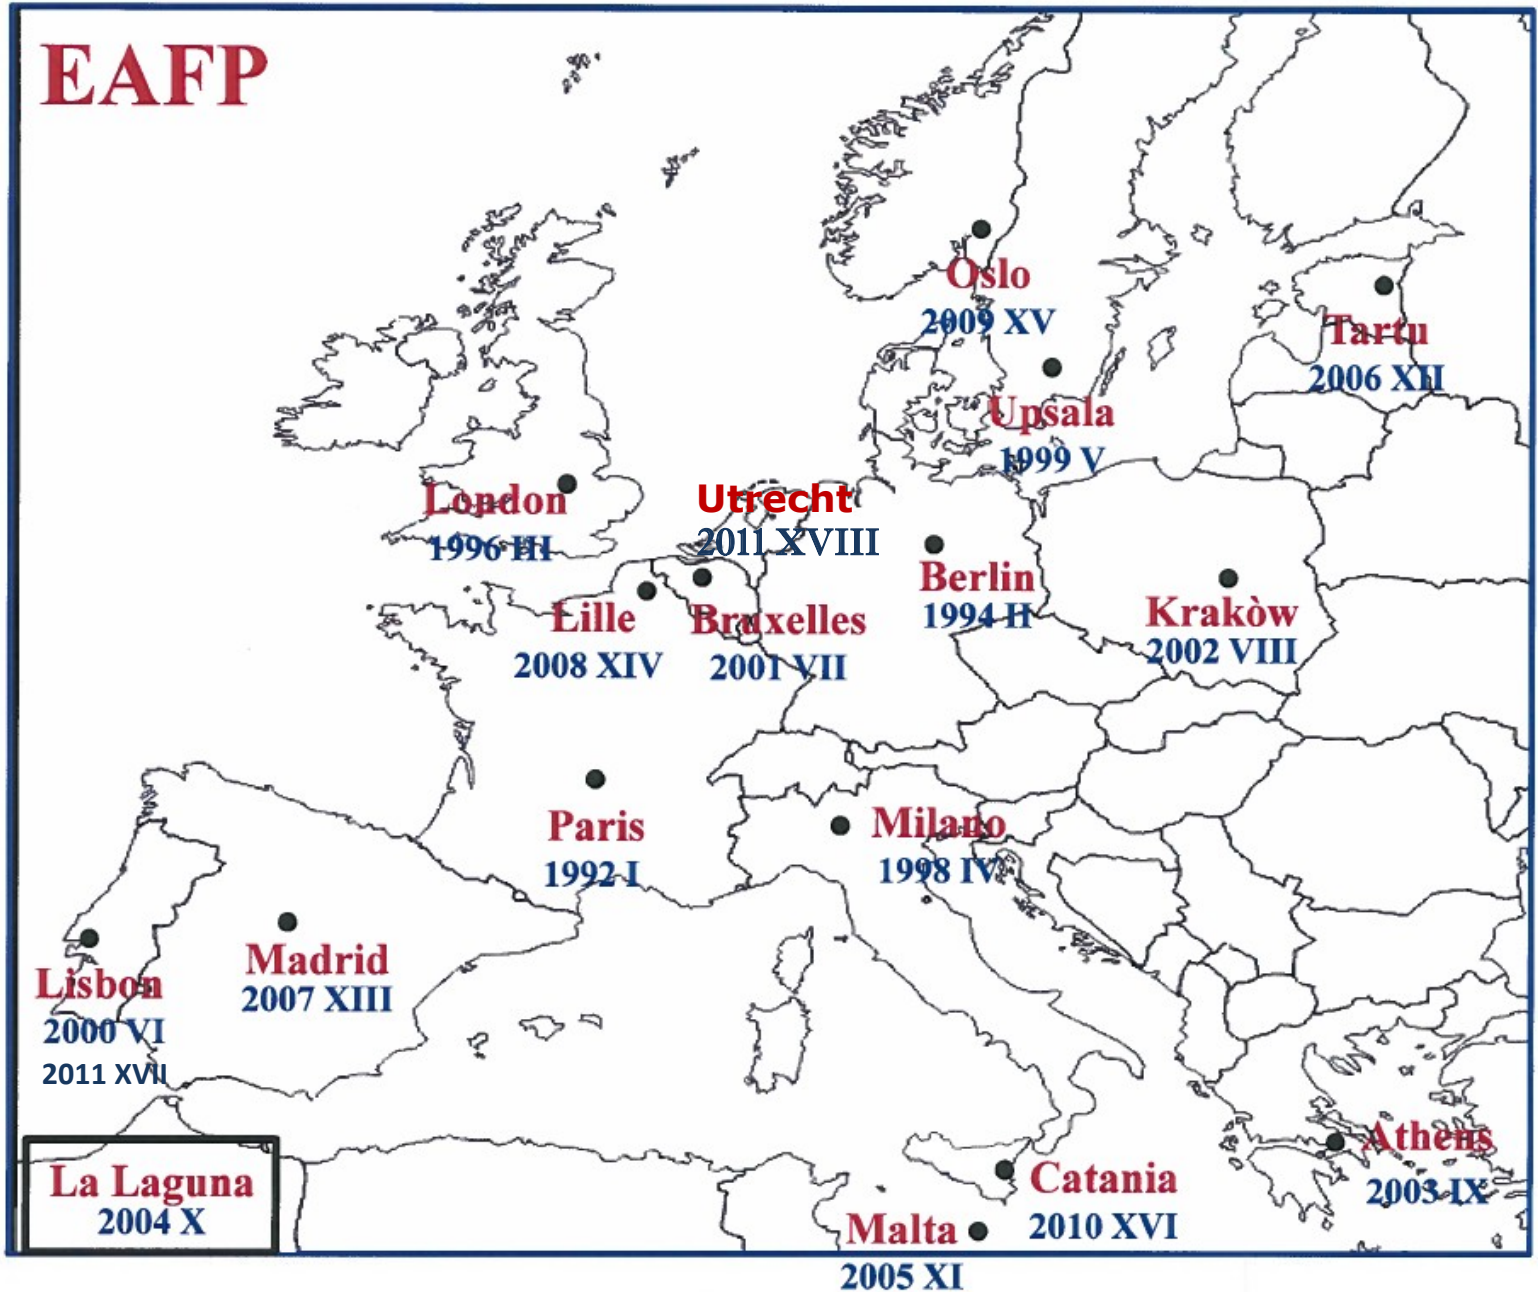 EAFP
Oslo
2009 XV
Tartu
2006 XII
Upsala
1999 V
London
1996 III
Utrecht
2011 XVIII
Berlin
1994 II
Lille
2008 XIV
Bruxelles
2001 VII
Krakòw
2002 VIII
Paris
1992 I
Milano
1998 IV
Lisbon
2000 VI
2011 XVII
Madrid
2007 XIII
La Laguna
2004 X
Athens
2003 IX
Catania
2010 XVI
Malta
2005 XI